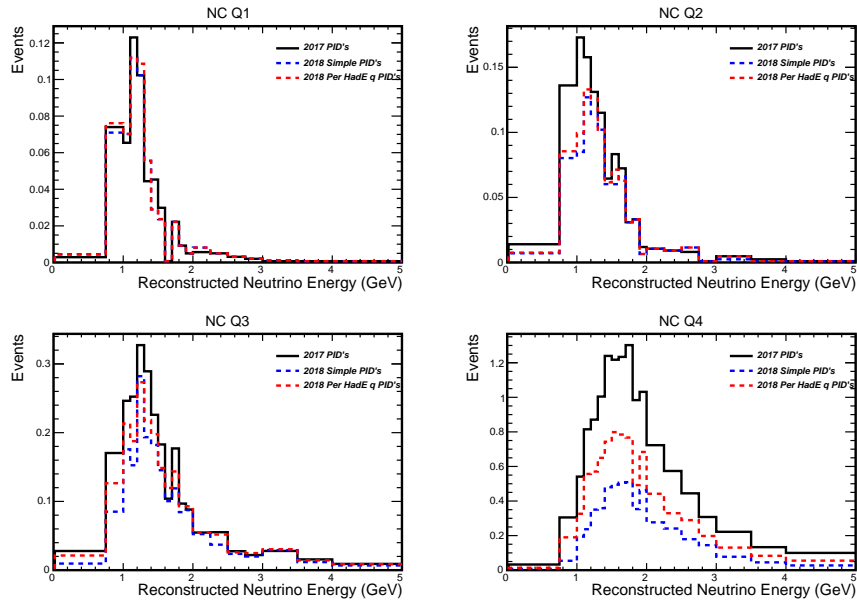 NC Q1
Events
0.12
0.1
0.08
0.06
0.04
0.02
0
2017 PID's
2018 Simple PID's
2018 Per HadE q PID's
0 1 2 3 4 5
Reconstructed Neutrino Energy (GeV)
NC Q2
Events
0.15
0.1
0.05
0
2017 PID's
2018 Simple PID's
2018 Per HadE q PID's
0 1 2 3 4 5
Reconstructed Neutrino Energy (GeV)
NC Q3
Events
0.3
0.2
0.1
0
2017 PID's
2018 Simple PID's
2018 Per HadE q PID's
0 1 2 3 4 5
Reconstructed Neutrino Energy (GeV)
NC Q4
Events
1.2
1
0.8
0.6
0.4
0.2
0
2017 PID's
2018 Simple PID's
2018 Per HadE q PID's
0 1 2 3 4 5
Reconstructed Neutrino Energy (GeV)